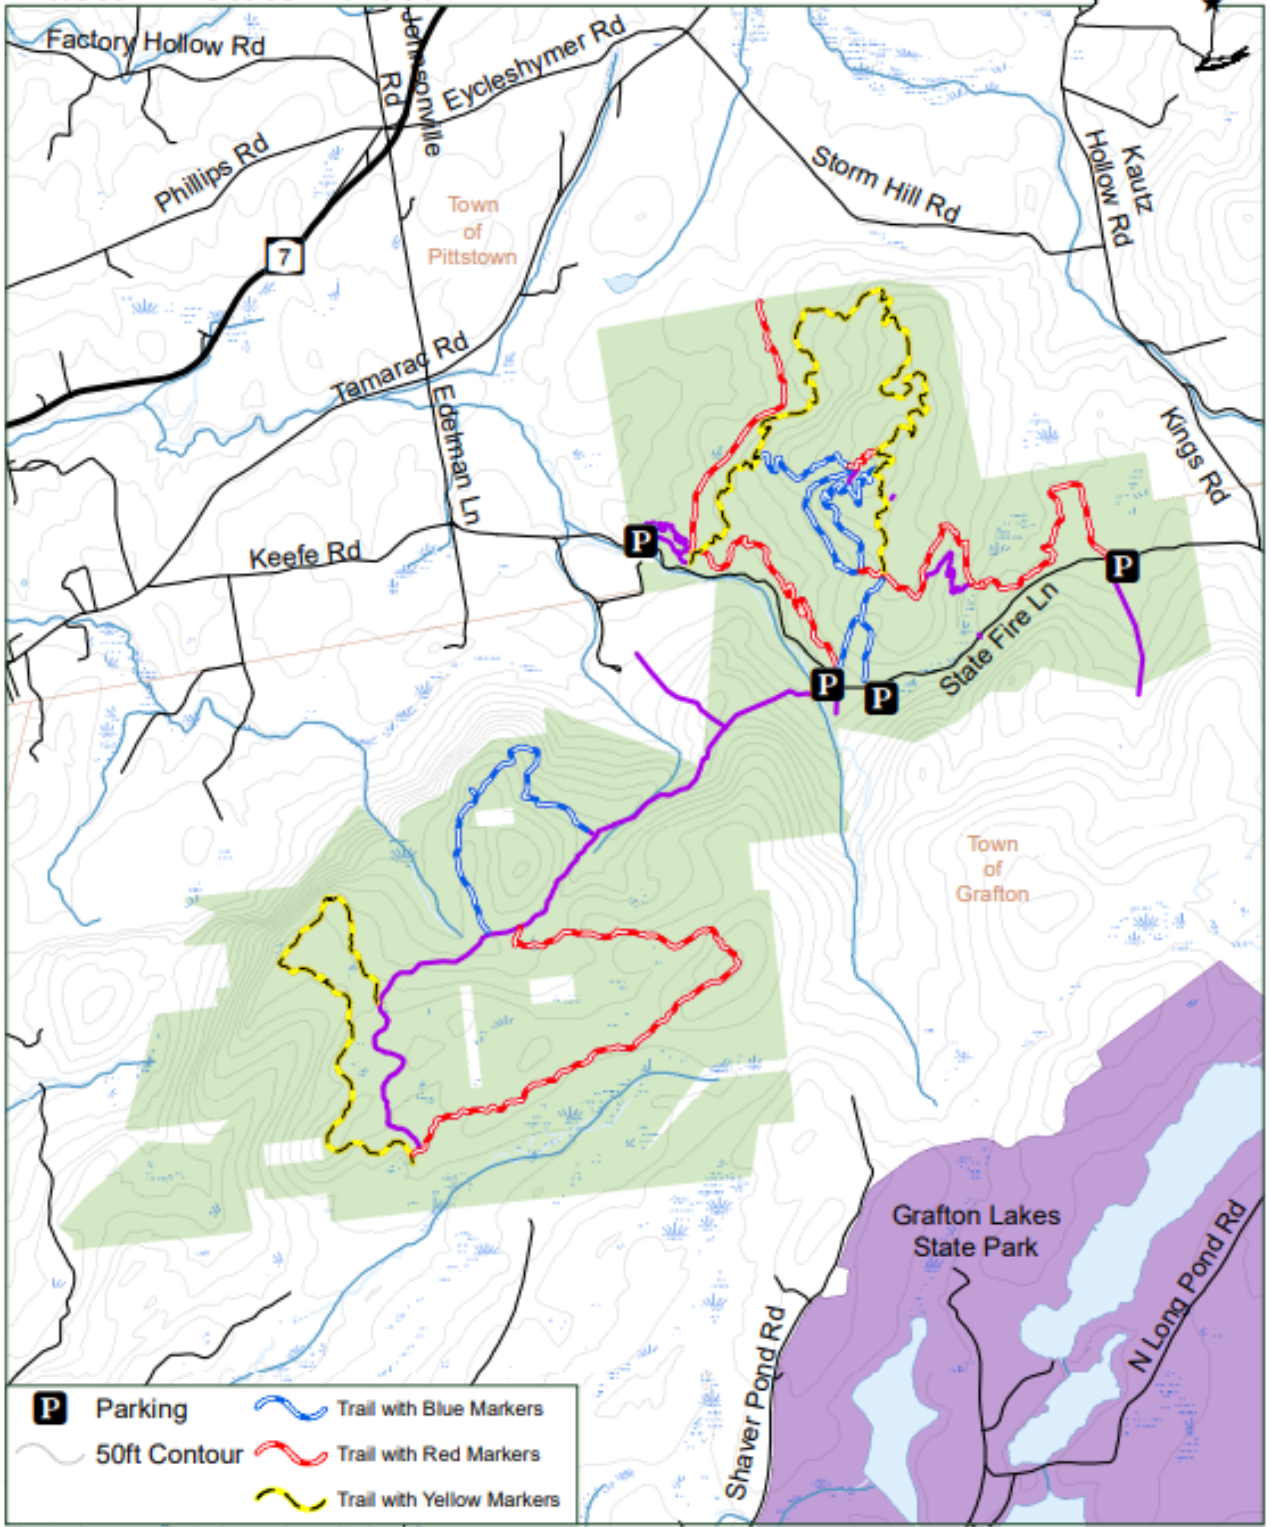 Factory Hollow Rd
Johnsonville
Rd
Eycleshymer Rd
Phillips Rd
Storm Hill Rd
Kautz
Hollow Rd
Town
of
Pittstown
7
Tamarac Rd
Edelman Ln
Kings Rd
Keefe Rd
P
P
State Fire Ln
P
P
Town
of
Grafton
Grafton Lakes
State Park
N Long Pond Rd
Shaver Pond Rd
P Parking
50ft Contour
Trail with Blue Markers
Trail with Red Markers
Trail with Yellow Markers